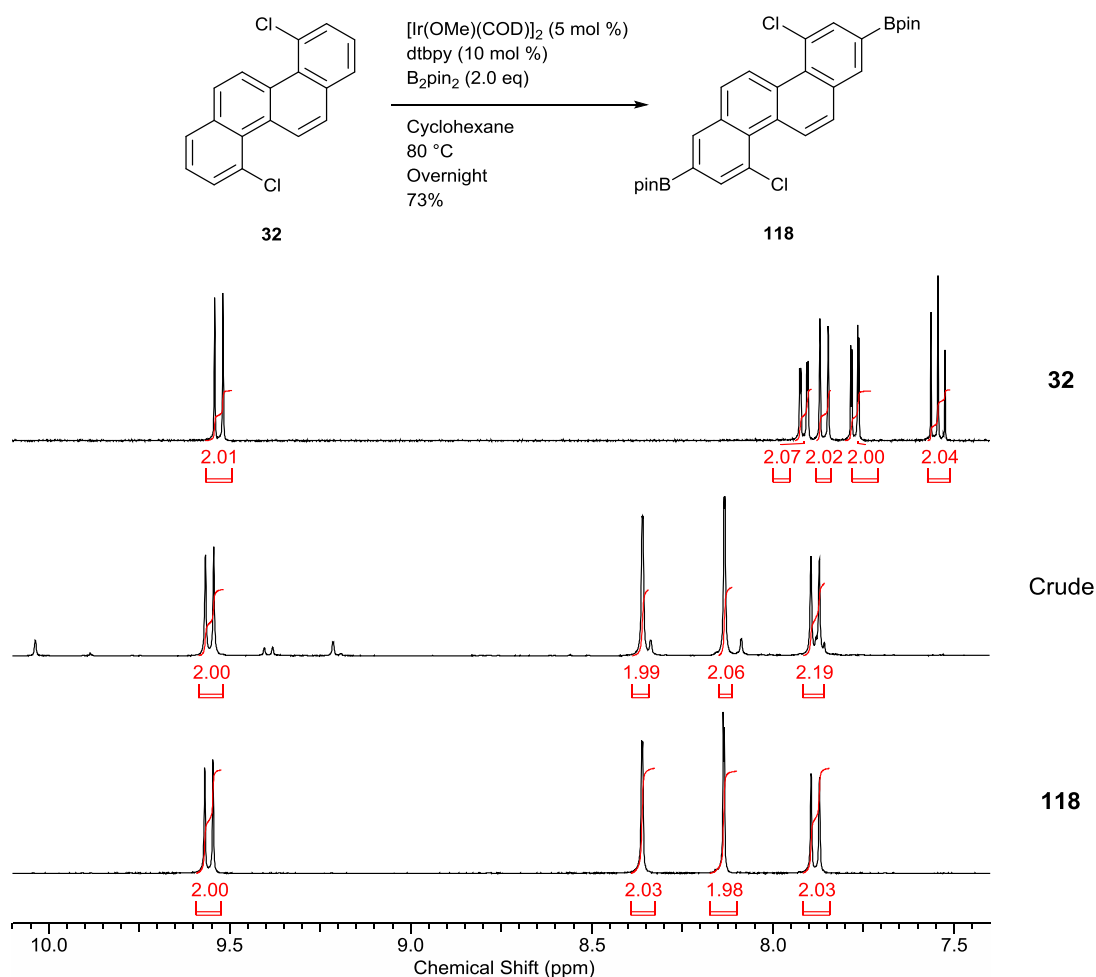 Cl
Cl
32
[Ir(OMe)(COD)]2 (5 mol %)
dtbpy (10 mol %)
B2pin2 (2.0 eq)
Cyclohexane
80 °C
Overnight
73%
Cl
Bpin
pinB
Cl
118
32
2.01
2.07 2.02 2.00 2.04
Crude
2.00 1.99 2.06 2.19
118
2.00 2.03 1.98 2.03
10.0 9.5 9.0 8.5 8.0 7.5
Chemical Shift (ppm)